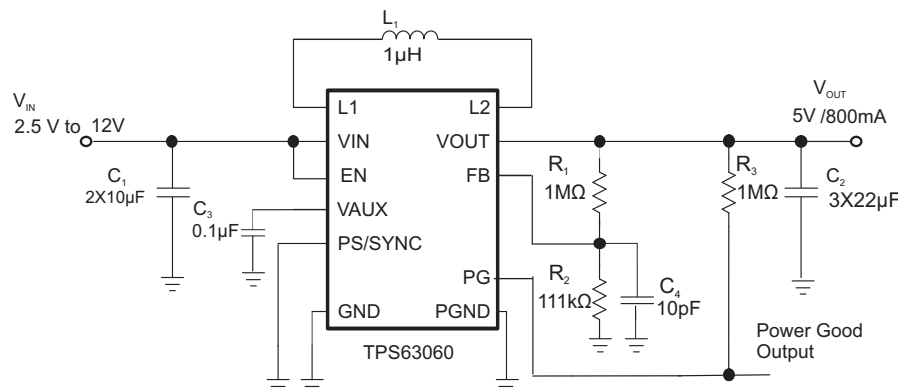 L1
1µH
VIN
2.5 V to 12V
VOUT
5V /800mA
L1
L2
VIN
VOUT
EN
FB
VAUX
PS/SYNC
PG
GND
PGND
TPS63060
C1
2X10µF
C3
0.1µF
R1
1MΩ
R2
111kΩ
C4
10pF
R3
1MΩ
C2
3X22µF
Power Good
Output